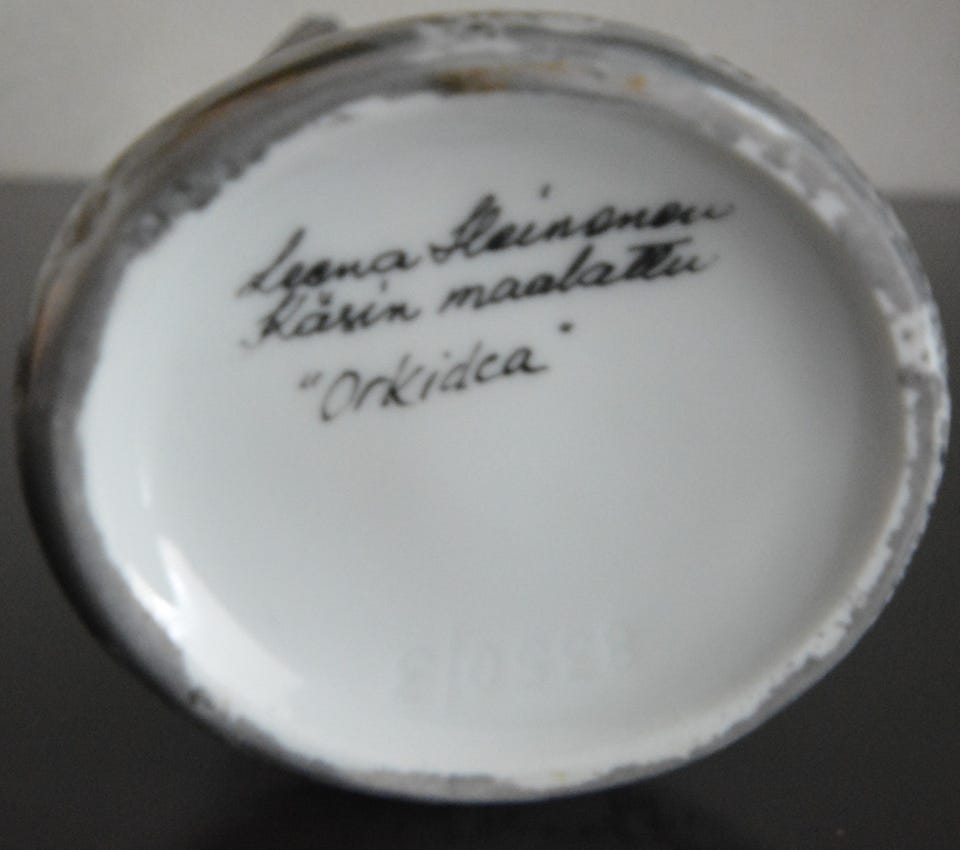 Leena Heinonen
Käsin maalattu
"Orkidea"